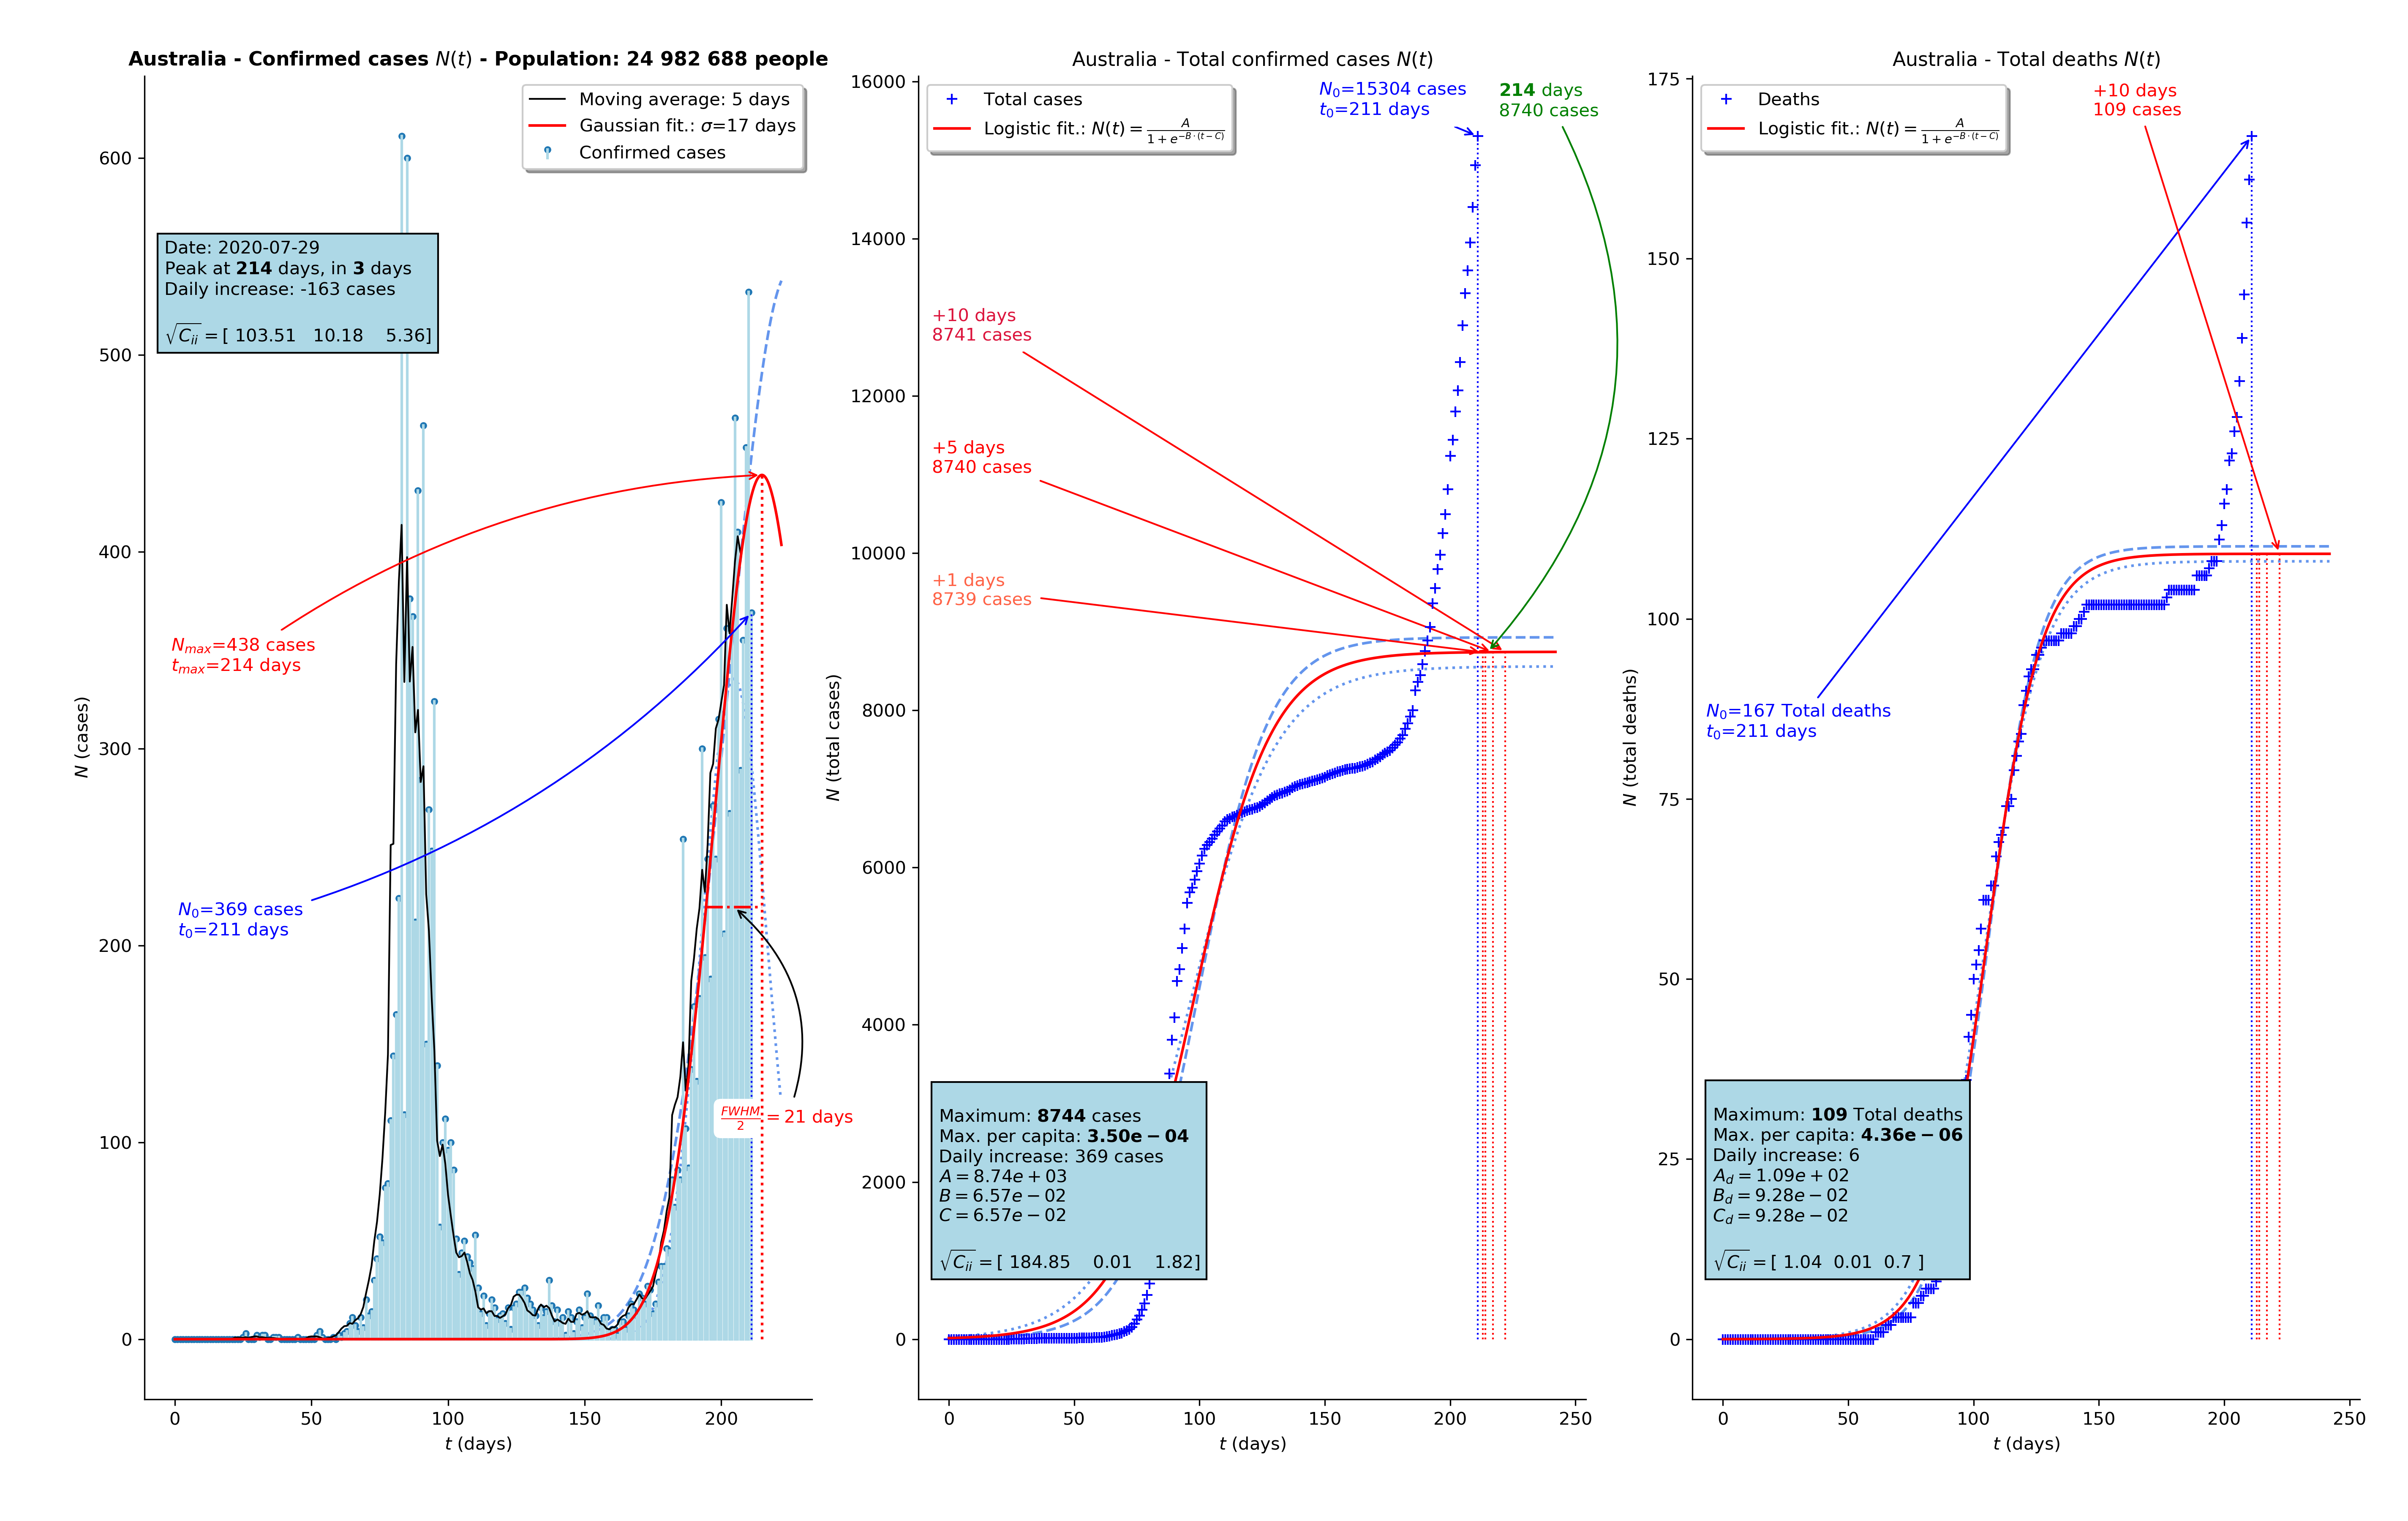 Australia - Confirmed cases N(t) - Population: 24 982 688 people
Moving average: 5 days
Gaussian fit.: σ=17 days
Confirmed cases
Date: 2020-07-29
Peak at 214 days, in 3 days
Daily increase: -163 cases
√Cᵢᵢ = [ 103.51 10.18 5.36]
N_max=438 cases
t_max=214 days
N₀=369 cases
t₀=211 days
FWHM/2 = 21 days
600
500
400
300
200
100
0
N (cases)
0 50 100 150 200
t (days)
Australia - Total confirmed cases N(t)
Total cases
Logistic fit.: N(t) = A/(1 + e^(−B·(t−C)))
N₀=15304 cases
t₀=211 days
214 days
8740 cases
+10 days
8741 cases
+5 days
8740 cases
+1 days
8739 cases
Maximum: 8744 cases
Max. per capita: 3.50e − 04
Daily increase: 369 cases
A = 8.74e + 03
B = 6.57e − 02
C = 6.57e − 02
√Cᵢᵢ = [ 184.85 0.01 1.82]
16000
14000
12000
10000
8000
6000
4000
2000
0
N (total cases)
0 50 100 150 200 250
t (days)
Australia - Total deaths N(t)
Deaths
Logistic fit.: N(t) = A/(1 + e^(−B·(t−C)))
+10 days
109 cases
N₀=167 Total deaths
t₀=211 days
Maximum: 109 Total deaths
Max. per capita: 4.36e − 06
Daily increase: 6
A_d = 1.09e + 02
B_d = 9.28e − 02
C_d = 9.28e − 02
√Cᵢᵢ = [ 1.04 0.01 0.7 ]
175
150
125
100
75
50
25
0
N (total deaths)
0 50 100 150 200 250
t (days)